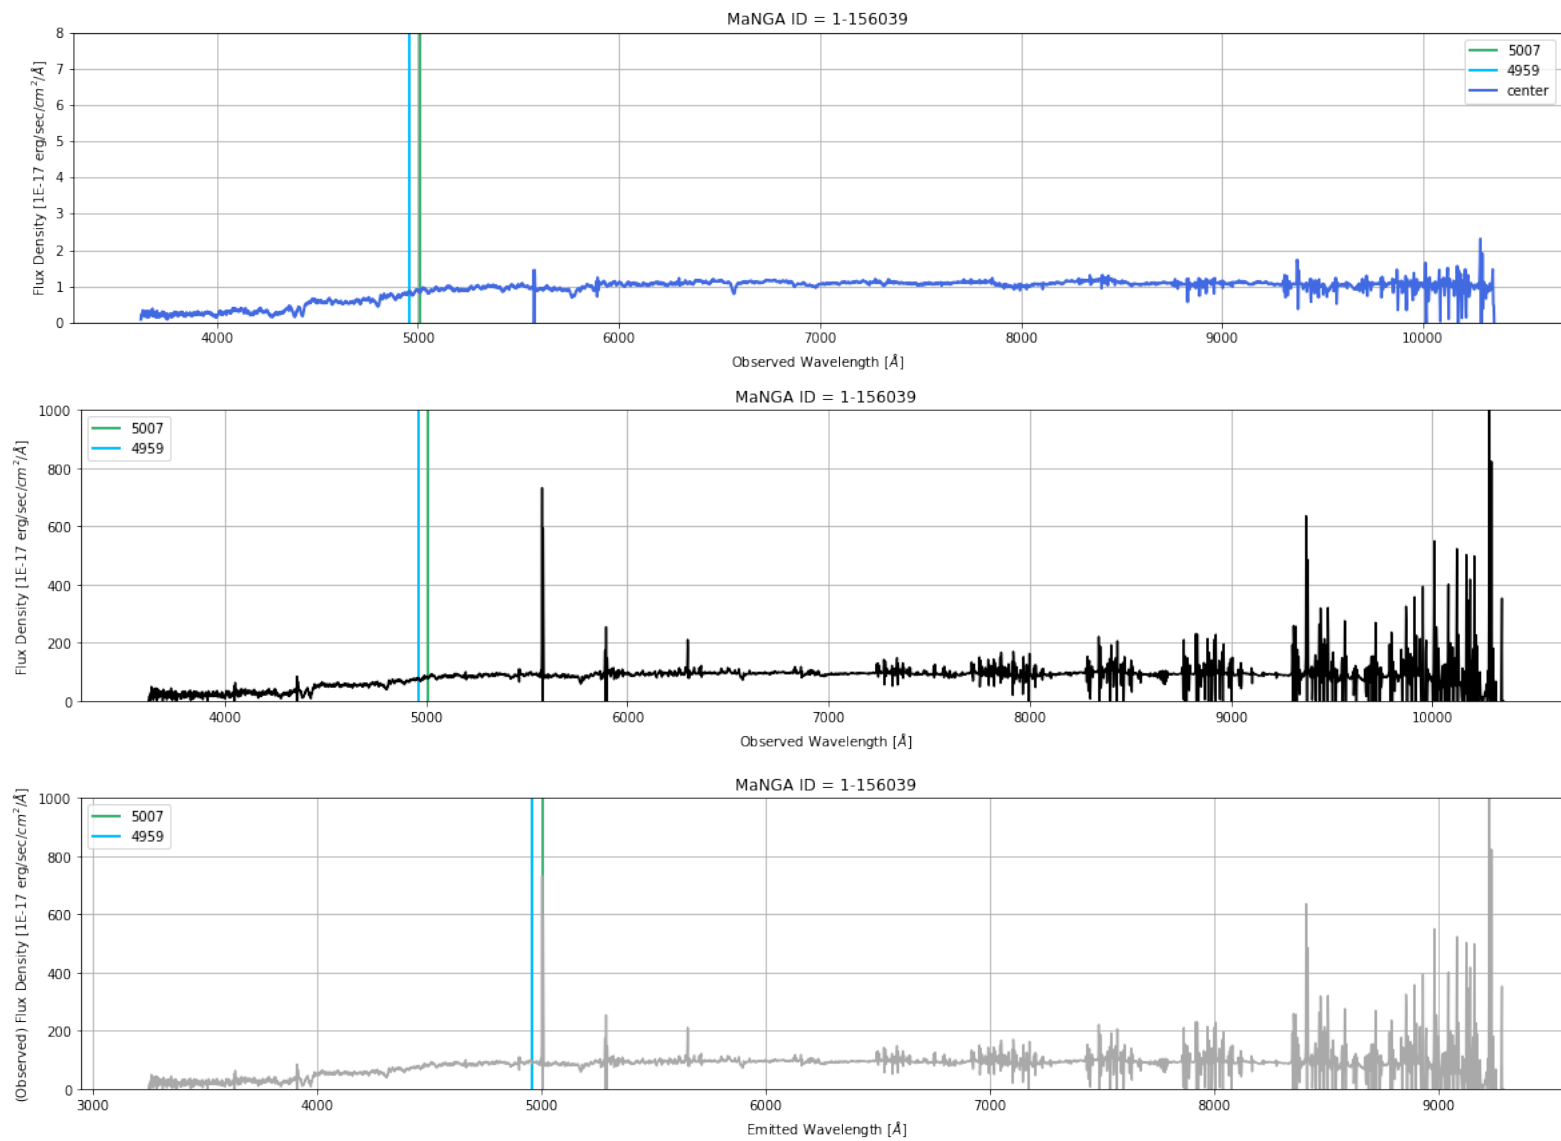 MaNGA ID = 1-156039
Flux Density [1E-17 erg/sec/cm²/Å]
8
7
6
5
4
3
2
1
0
5007
4959
center
4000 5000 6000 7000 8000 9000 10000
Observed Wavelength [Å]
MaNGA ID = 1-156039
Flux Density [1E-17 erg/sec/cm²/Å]
1000
800
600
400
200
0
5007
4959
4000 5000 6000 7000 8000 9000 10000
Observed Wavelength [Å]
MaNGA ID = 1-156039
(Observed) Flux Density [1E-17 erg/sec/cm²/Å]
1000
800
600
400
200
0
5007
4959
3000 4000 5000 6000 7000 8000 9000
Emitted Wavelength [Å]